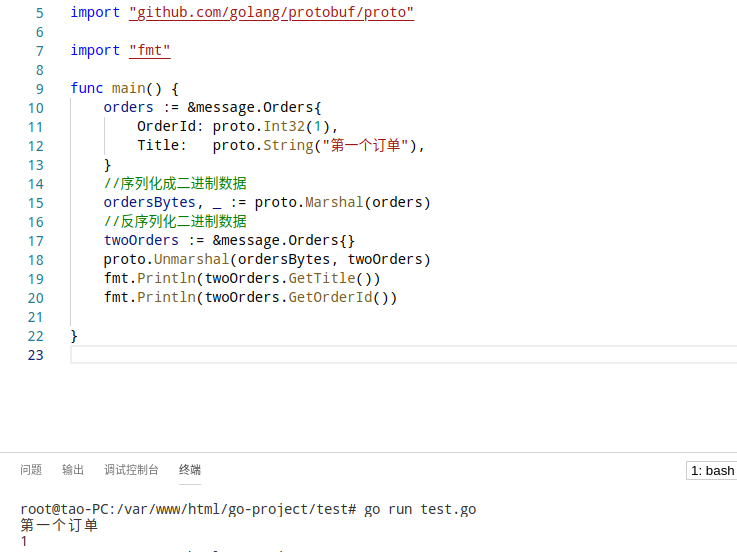 5 import "github.com/golang/protobuf/proto"
6
7 import "fmt"
8
9 func main() {
10 orders := &message.Orders{
11 OrderId: proto.Int32(1),
12 Title: proto.String("第一个订单"),
13 }
14 //序列化成二进制数据
15 ordersBytes, _ := proto.Marshal(orders)
16 //反序列化二进制数据
17 twoOrders := &message.Orders{}
18 proto.Unmarshal(ordersBytes, twoOrders)
19 fmt.Println(twoOrders.GetTitle())
20 fmt.Println(twoOrders.GetOrderId())
21
22 }
23
问题 输出 调试控制台 终端 1: bash
root@tao-PC:/var/www/html/go-project/test# go run test.go
第一个订单
1